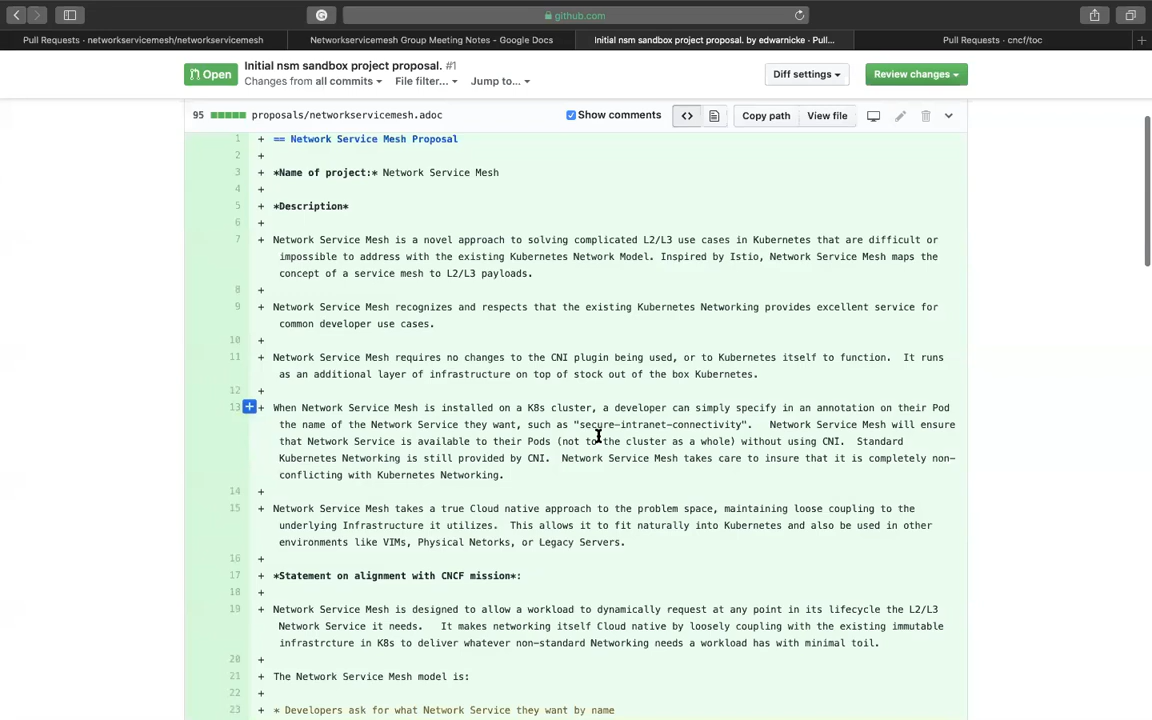 github.com
Pull Requests · networkservicemesh/networkservicemesh
Networkservicemesh Group Meeting Notes - Google Docs
Initial nsm sandbox project proposal. by edwarnicke · Pull...
Pull Requests · cncf/toc
Open
Initial nsm sandbox project proposal. #1
Changes from all commits
File filter...
Jump to...
Diff settings
Review changes
95
proposals/networkservicemesh.adoc
Show comments
Copy path
View file
1 + == Network Service Mesh Proposal
2 +
3 + *Name of project:* Network Service Mesh
4 +
5 + *Description*
6 +
7 + Network Service Mesh is a novel approach to solving complicated L2/L3 use cases in Kubernetes that are difficult or
impossible to address with the existing Kubernetes Network Model. Inspired by Istio, Network Service Mesh maps the
concept of a service mesh to L2/L3 payloads.
8 +
9 + Network Service Mesh recognizes and respects that the existing Kubernetes Networking provides excellent service for
common developer use cases.
10 +
11 + Network Service Mesh requires no changes to the CNI plugin being used, or to Kubernetes itself to function. It runs
as an additional layer of infrastructure on top of stock out of the box Kubernetes.
12 +
13 + When Network Service Mesh is installed on a K8s cluster, a developer can simply specify in an annotation on their Pod
the name of the Network Service they want, such as "secure-intranet-connectivity". Network Service Mesh will ensure
that Network Service is available to their Pods (not to the cluster as a whole) without using CNI. Standard
Kubernetes Networking is still provided by CNI. Network Service Mesh takes care to insure that it is completely non-
conflicting with Kubernetes Networking.
14 +
15 + Network Service Mesh takes a true Cloud native approach to the problem space, maintaining loose coupling to the
underlying Infrastructure it utilizes. This allows it to fit naturally into Kubernetes and also be used in other
environments like VIMs, Physical Netorks, or Legacy Servers.
16 +
17 + *Statement on alignment with CNCF mission*:
18 +
19 + Network Service Mesh is designed to allow a workload to dynamically request at any point in its lifecycle the L2/L3
Network Service it needs. It makes networking itself Cloud native by loosely coupling with the existing immutable
infrastrcture in K8s to deliver whatever non-standard Networking needs a workload has with minimal toil.
20 +
21 + The Network Service Mesh model is:
22 +
23 + * Developers ask for what Network Service they want by name